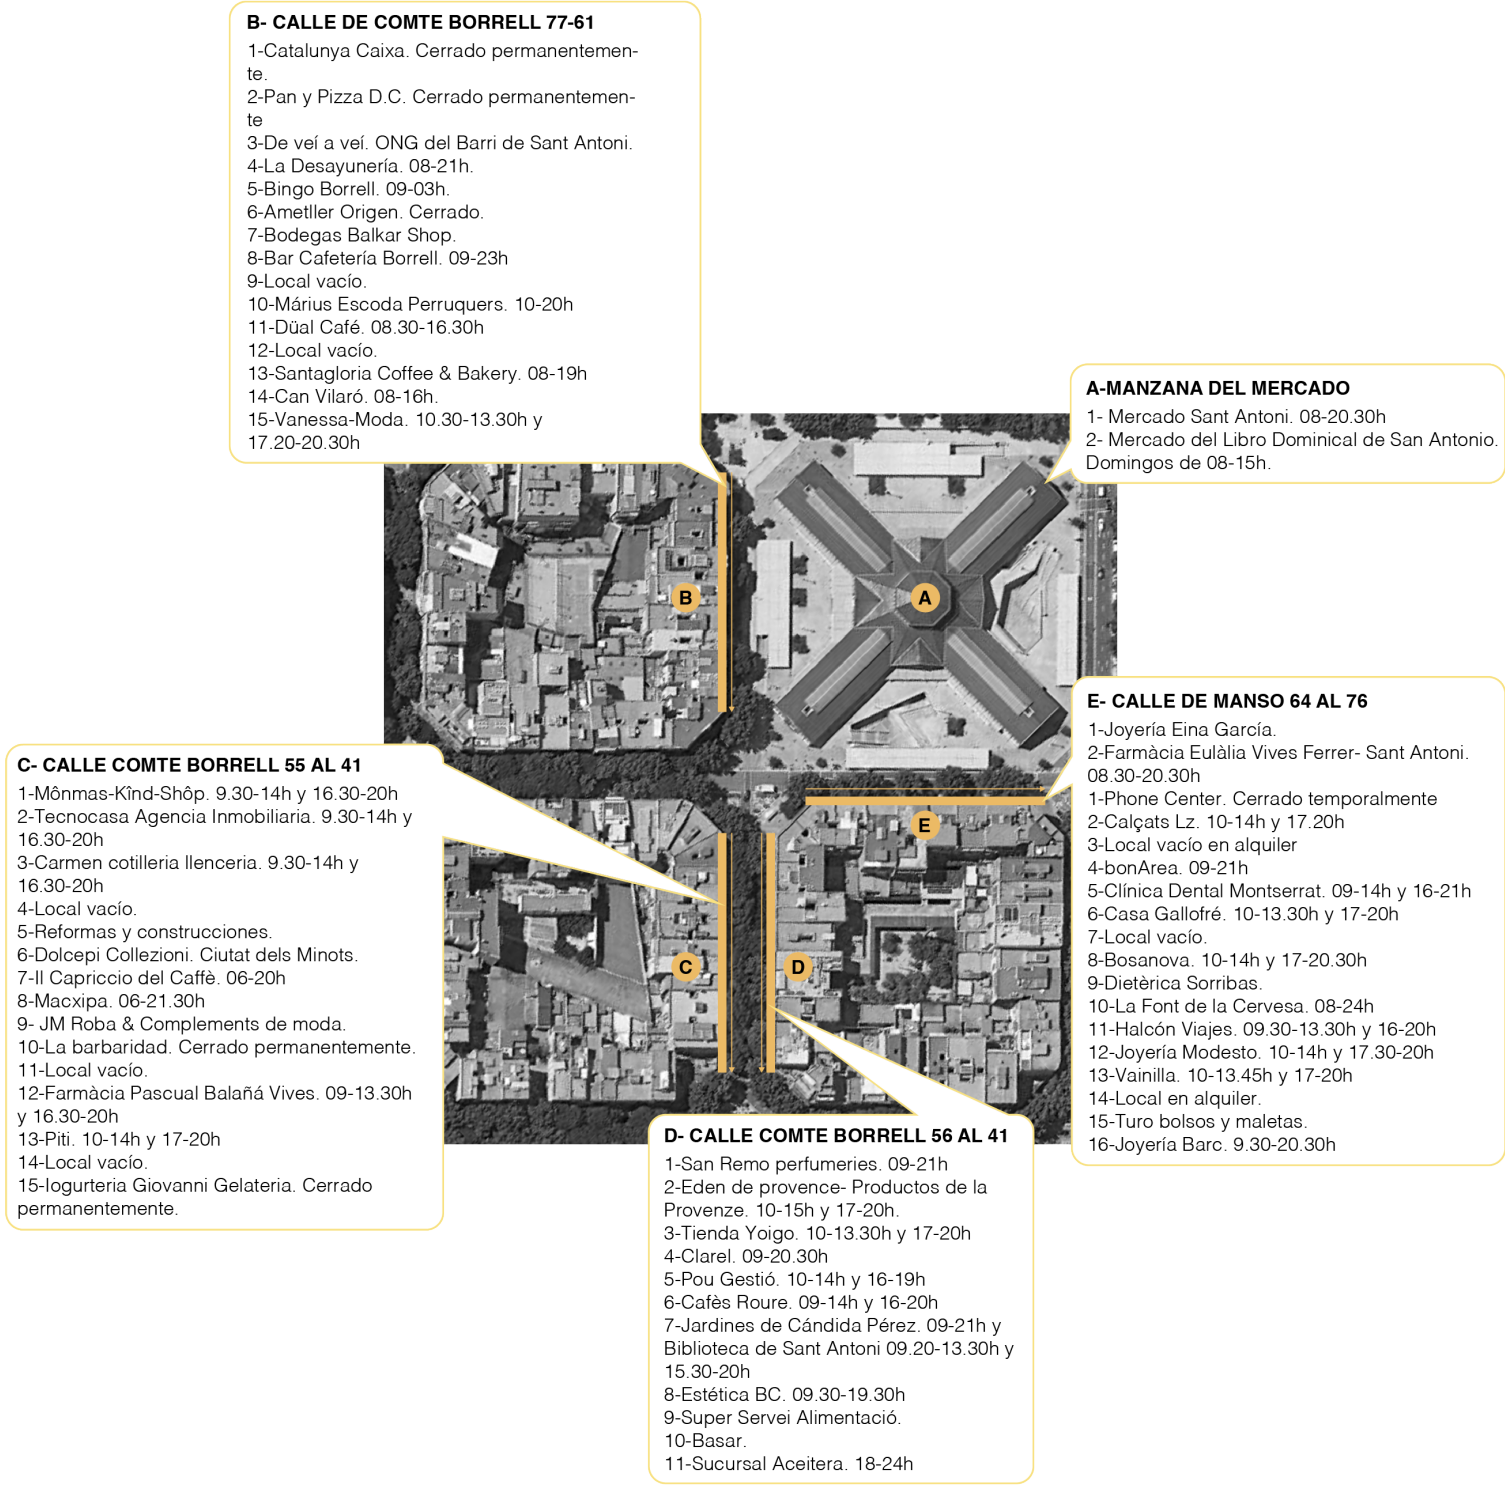 B- CALLE DE COMTE BORRELL 77-61
1-Catalunya Caixa. Cerrado permanentemen-
te.
2-Pan y Pizza D.C. Cerrado permanentemen-
te
3-De veí a veí. ONG del Barri de Sant Antoni.
4-La Desayunería. 08-21h.
5-Bingo Borrell. 09-03h.
6-Ametller Origen. Cerrado.
7-Bodegas Balkar Shop.
8-Bar Cafetería Borrell. 09-23h
9-Local vacío.
10-Márius Escoda Perruquers. 10-20h
11-Düal Café. 08.30-16.30h
12-Local vacío.
13-Santagloria Coffee & Bakery. 08-19h
14-Can Vilaró. 08-16h.
15-Vanessa-Moda. 10.30-13.30h y
17.20-20.30h
A-MANZANA DEL MERCADO
1- Mercado Sant Antoni. 08-20.30h
2- Mercado del Libro Dominical de San Antonio.
Domingos de 08-15h.
B
A
E
C
D
E- CALLE DE MANSO 64 AL 76
1-Joyería Eina García.
2-Farmàcia Eulàlia Vives Ferrer- Sant Antoni.
08.30-20.30h
1-Phone Center. Cerrado temporalmente
2-Calçats Lz. 10-14h y 17.20h
3-Local vacío en alquiler
4-bonArea. 09-21h
5-Clínica Dental Montserrat. 09-14h y 16-21h
6-Casa Gallofré. 10-13.30h y 17-20h
7-Local vacío.
8-Bosanova. 10-14h y 17-20.30h
9-Dietèrica Sorribas.
10-La Font de la Cervesa. 08-24h
11-Halcón Viajes. 09.30-13.30h y 16-20h
12-Joyería Modesto. 10-14h y 17.30-20h
13-Vainilla. 10-13.45h y 17-20h
14-Local en alquiler.
15-Turo bolsos y maletas.
16-Joyería Barc. 9.30-20.30h
C- CALLE COMTE BORRELL 55 AL 41
1-Mônmas-Kînd-Shôp. 9.30-14h y 16.30-20h
2-Tecnocasa Agencia Inmobiliaria. 9.30-14h y
16.30-20h
3-Carmen cotilleria llenceria. 9.30-14h y
16.30-20h
4-Local vacío.
5-Reformas y construcciones.
6-Dolcepi Collezioni. Ciutat dels Minots.
7-Il Capriccio del Caffè. 06-20h
8-Macxipa. 06-21.30h
9- JM Roba & Complements de moda.
10-La barbaridad. Cerrado permanentemente.
11-Local vacío.
12-Farmàcia Pascual Balañá Vives. 09-13.30h
y 16.30-20h
13-Piti. 10-14h y 17-20h
14-Local vacío.
15-Iogurteria Giovanni Gelateria. Cerrado
permanentemente.
D- CALLE COMTE BORRELL 56 AL 41
1-San Remo perfumeries. 09-21h
2-Eden de provence- Productos de la
Provenze. 10-15h y 17-20h.
3-Tienda Yoigo. 10-13.30h y 17-20h
4-Clarel. 09-20.30h
5-Pou Gestió. 10-14h y 16-19h
6-Cafès Roure. 09-14h y 16-20h
7-Jardines de Cándida Pérez. 09-21h y
Biblioteca de Sant Antoni 09.20-13.30h y
15.30-20h
8-Estética BC. 09.30-19.30h
9-Super Servei Alimentació.
10-Basar.
11-Sucursal Aceitera. 18-24h